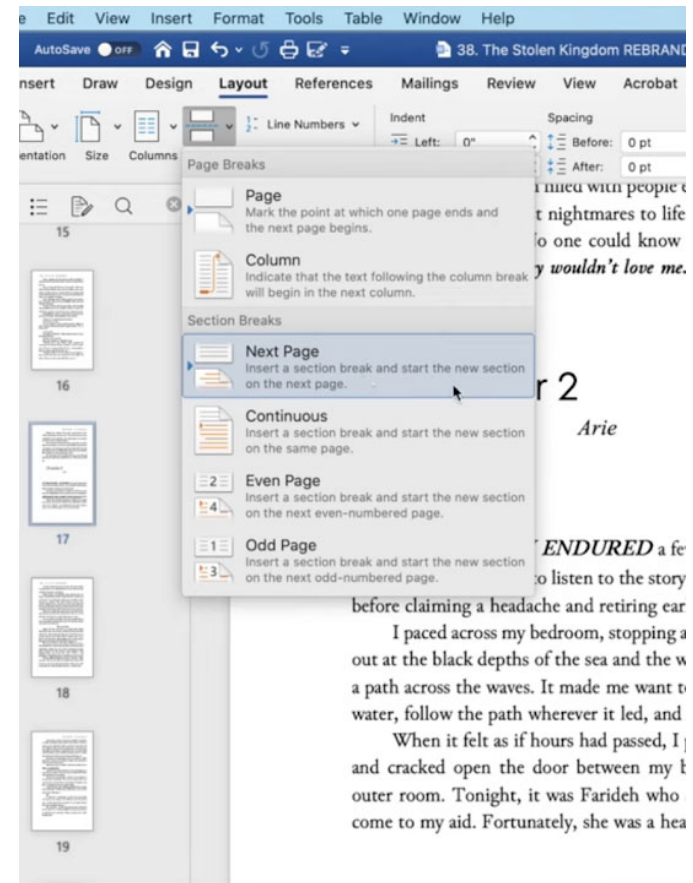 Edit View Insert Format Tools Table Window Help
AutoSave OFF 38. The Stolen Kingdom REBRAND
nsert Draw Design Layout References Mailings Review View Acrobat
Line Numbers Indent Spacing
Left: 0" Before: 0 pt
entation Size Columns After: 0 pt
Page Breaks
Page
Mark the point at which one page ends and
the next page begins.
Column
Indicate that the text following the column break
will begin in the next column.
Section Breaks
Next Page
Insert a section break and start the new section
on the next page.
Continuous
Insert a section break and start the new section
on the same page.
Even Page
Insert a section break and start the new section
on the next even-numbered page.
Odd Page
Insert a section break and start the new section
on the next odd-numbered page.
15
16
17
18
19
filled with people
t nightmares to life
o one could know
y wouldn't love me.
r 2
Arie
ENDURED a fe
to listen to the story
before claiming a headache and retiring ear
I paced across my bedroom, stopping a
out at the black depths of the sea and the w
a path across the waves. It made me want t
water, follow the path wherever it led, and
When it felt as if hours had passed, I p
and cracked open the door between my b
outer room. Tonight, it was Farideh who
come to my aid. Fortunately, she was a hea